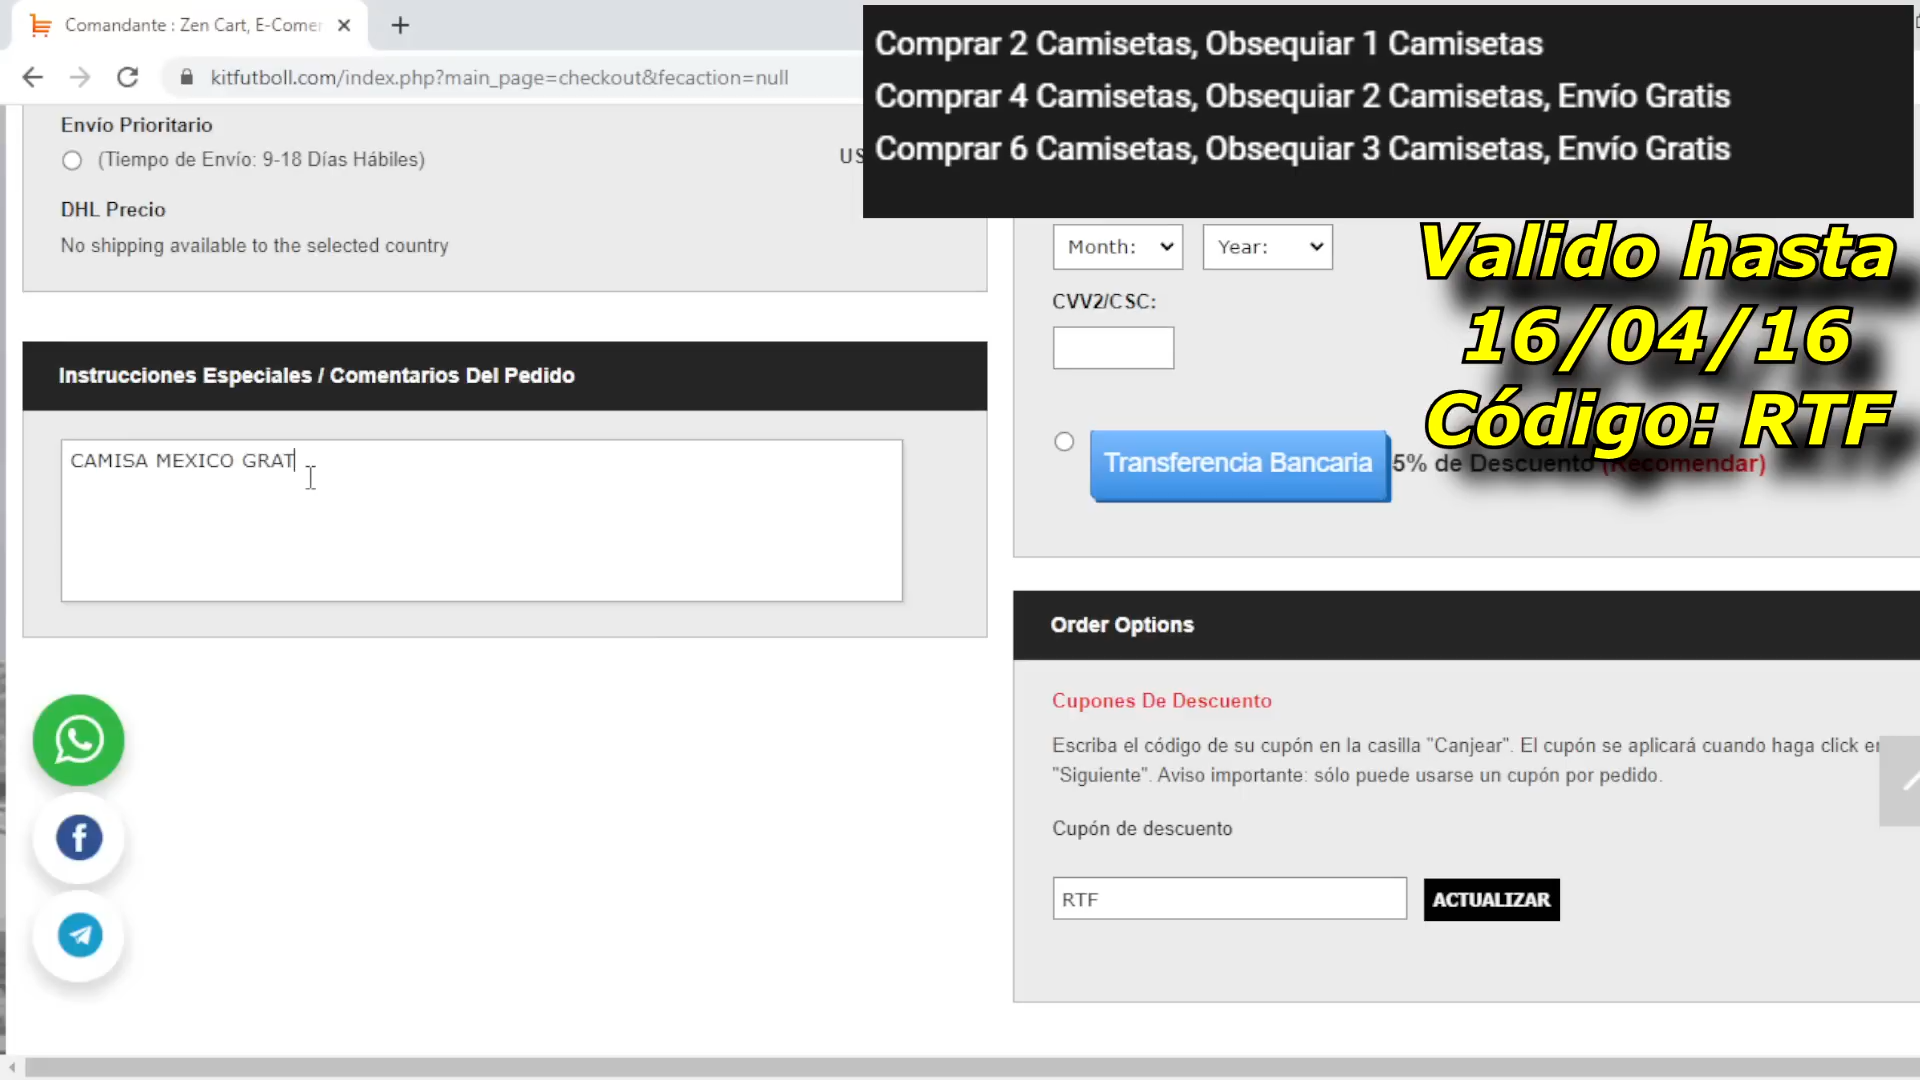 Comandante : Zen Cart, E-Comer
kitfutboll.com/index.php?main_page=checkout&fecaction=null
Comprar 2 Camisetas, Obsequiar 1 Camisetas
Comprar 4 Camisetas, Obsequiar 2 Camisetas, Envío Gratis
Comprar 6 Camisetas, Obsequiar 3 Camisetas, Envío Gratis
Envío Prioritario
(Tiempo de Envío: 9-18 Días Hábiles)
US
DHL Precio
No shipping available to the selected country
Month:
Year:
CVV2/CSC:
Valido hasta
16/04/16
Código: RTF
Transferencia Bancaria
5% de Descuento (Recomendar)
Instrucciones Especiales / Comentarios Del Pedido
CAMISA MEXICO GRAT
Order Options
Cupones De Descuento
Escriba el código de su cupón en la casilla "Canjear". El cupón se aplicará cuando haga click en
"Siguiente". Aviso importante: sólo puede usarse un cupón por pedido.
Cupón de descuento
RTF
ACTUALIZAR